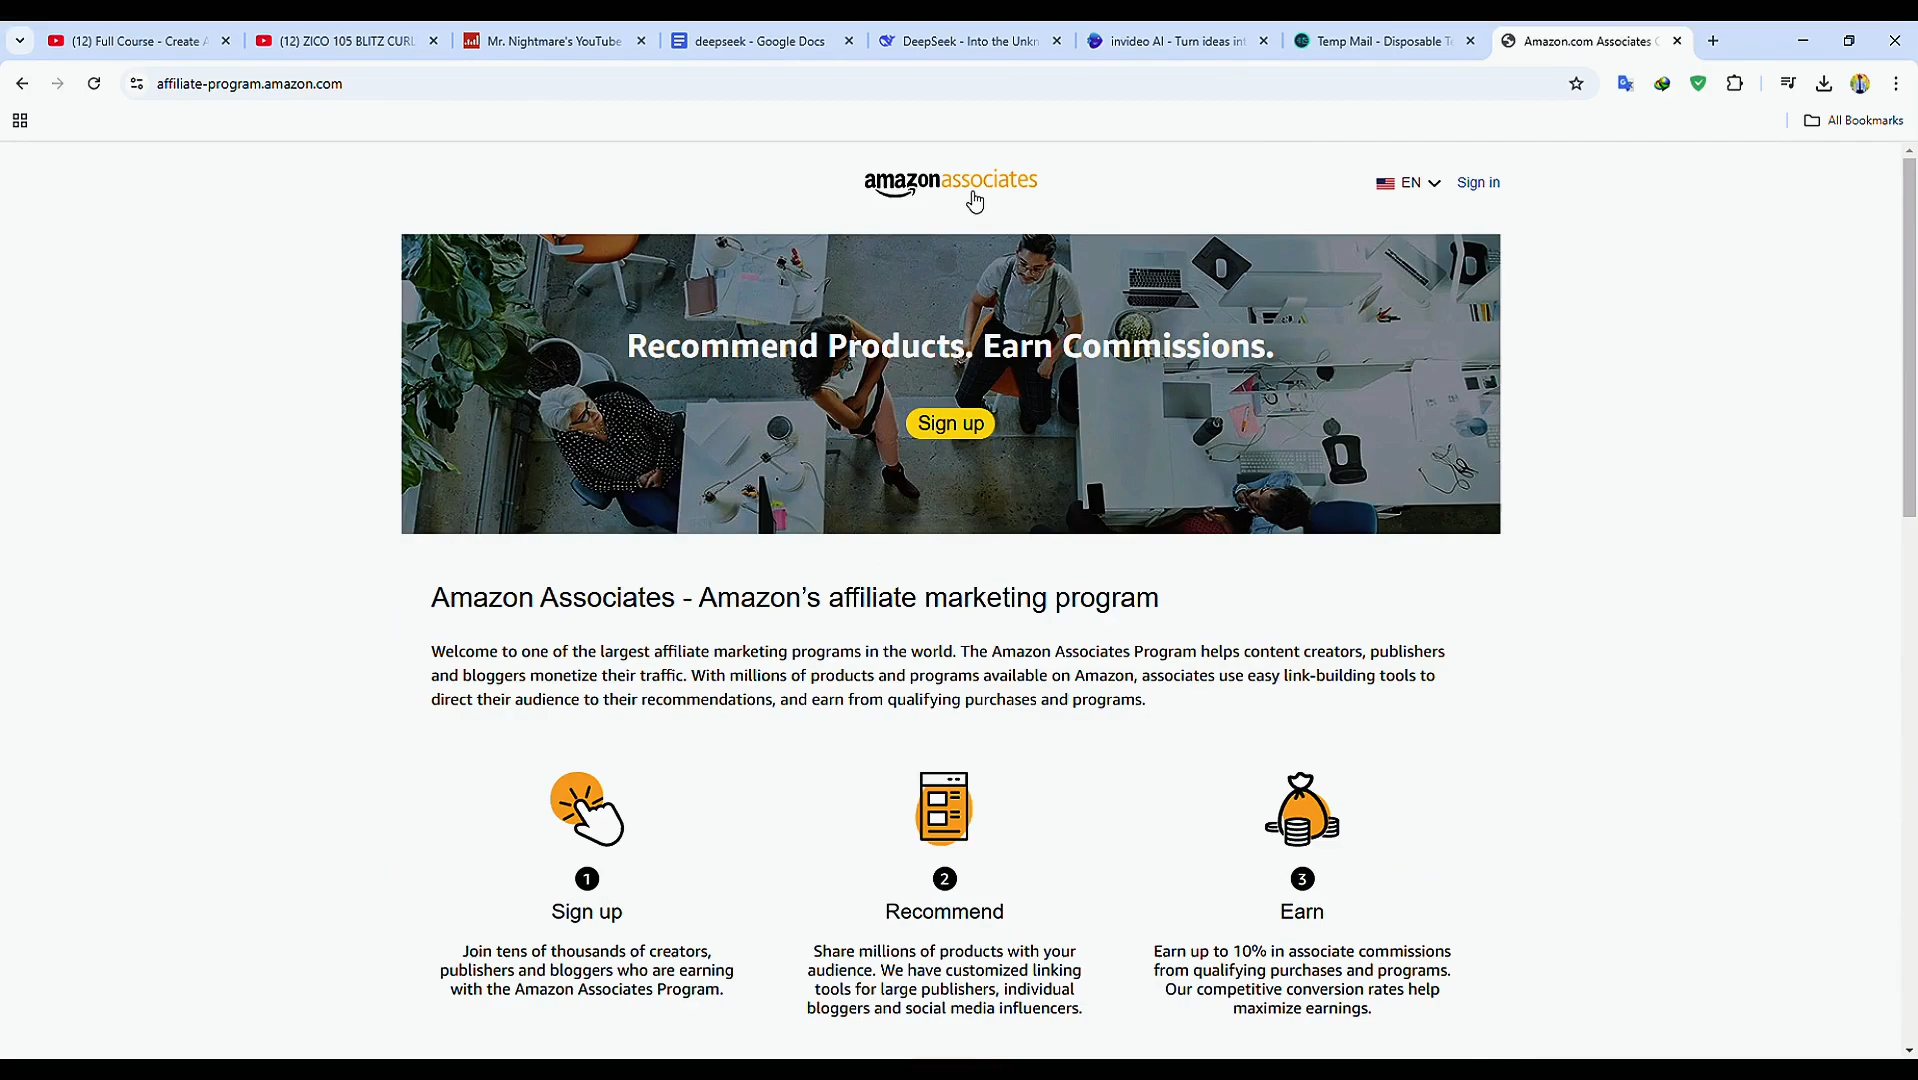 (12) Full Course - Create A
(12) ZICO 105 BLITZ CURL
Mr. Nightmare's YouTube
deepseek - Google Docs
DeepSeek - Into the Unkn
invideo AI - Turn ideas int
Temp Mail - Disposable Te
Amazon.com Associates C
affiliate-program.amazon.com
All Bookmarks
amazonassociates
EN
Sign in
Recommend Products. Earn Commissions.
Sign up
Amazon Associates - Amazon’s affiliate marketing program
Welcome to one of the largest affiliate marketing programs in the world. The Amazon Associates Program helps content creators, publishers
and bloggers monetize their traffic. With millions of products and programs available on Amazon, associates use easy link-building tools to
direct their audience to their recommendations, and earn from qualifying purchases and programs.
1
Sign up
Join tens of thousands of creators,
publishers and bloggers who are earning
with the Amazon Associates Program.
2
Recommend
Share millions of products with your
audience. We have customized linking
tools for large publishers, individual
bloggers and social media influencers.
3
Earn
Earn up to 10% in associate commissions
from qualifying purchases and programs.
Our competitive conversion rates help
maximize earnings.